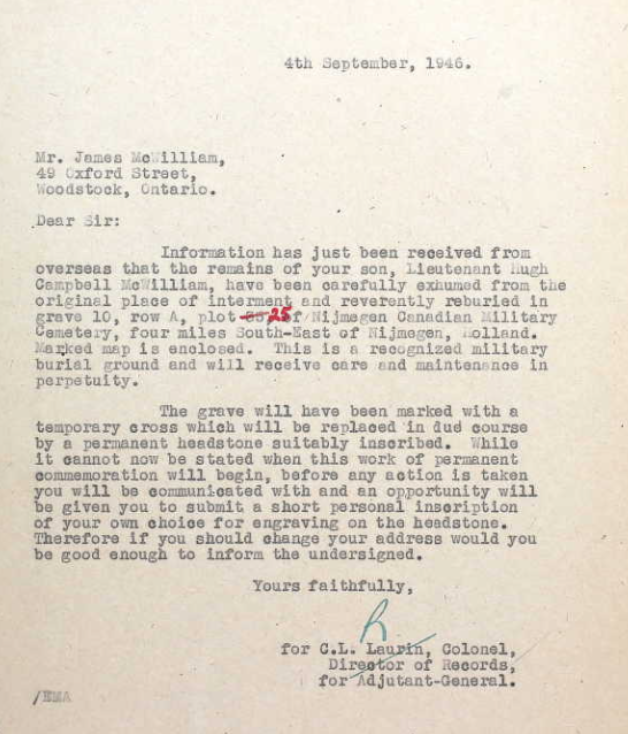 4th September, 1946.
Mr. James McWilliam,
49 Oxford Street,
Woodstock, Ontario.
Dear Sir:
Information has just been received from
overseas that the remains of your son, Lieutenant Hugh
Campbell McWilliam, have been carefully exhumed from the
original place of interment and reverently reburied in
grave 10, row A, plot 25 of Nijmegen Canadian Military
Cemetery, four miles South-East of Nijmegen, Holland.
Marked map is enclosed. This is a recognized military
burial ground and will receive care and maintenance in
perpetuity.
The grave will have been marked with a
temporary cross which will be replaced in due course
by a permanent headstone suitably inscribed. While
it cannot now be stated when this work of permanent
commemoration will begin, before any action is taken
you will be communicated with and an opportunity will
be given you to submit a short personal inscription
of your own choice for engraving on the headstone.
Therefore if you should change your address would you
be good enough to inform the undersigned.
Yours faithfully,
for C.L. Laurin, Colonel,
Director of Records,
for Adjutant-General.